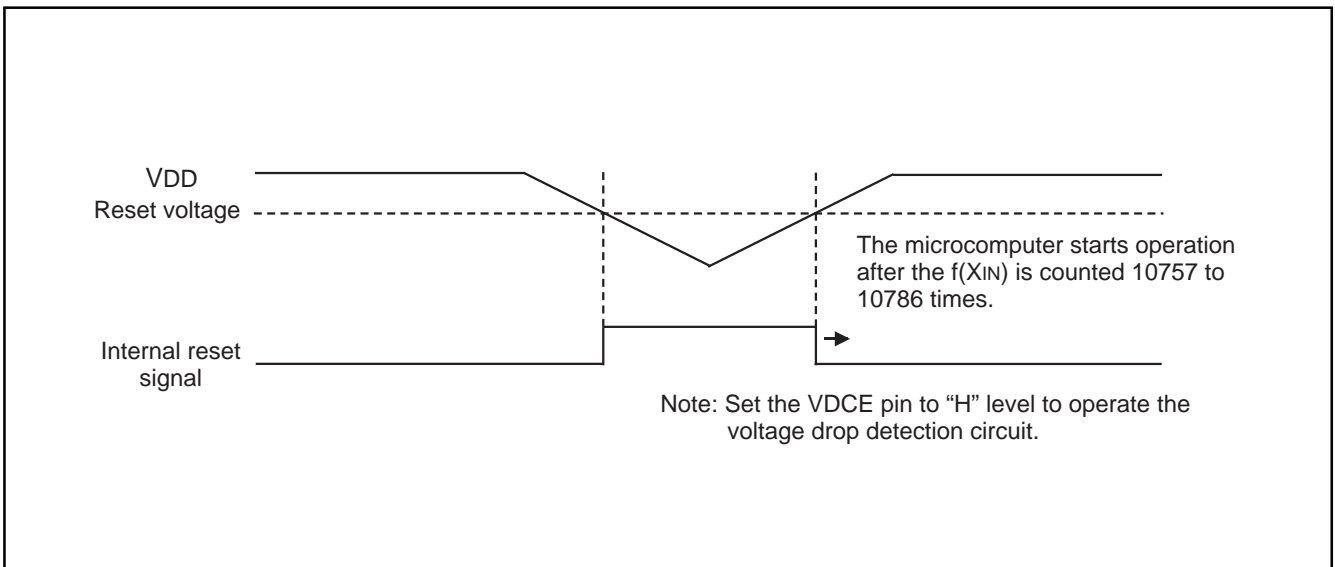 VDD
Reset voltage
The microcomputer starts operation
after the f(XIN) is counted 10757 to
10786 times.
Internal reset
signal
Note: Set the VDCE pin to “H” level to operate the
voltage drop detection circuit.